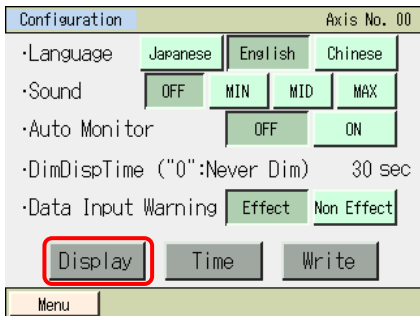 Configuration Axis No. 00
·Language Japanese English Chinese
·Sound OFF MIN MID MAX
·Auto Monitor OFF ON
·DimDispTime ("0":Never Dim) 30 sec
·Data Input Warning Effect Non Effect
Display Time Write
Menu